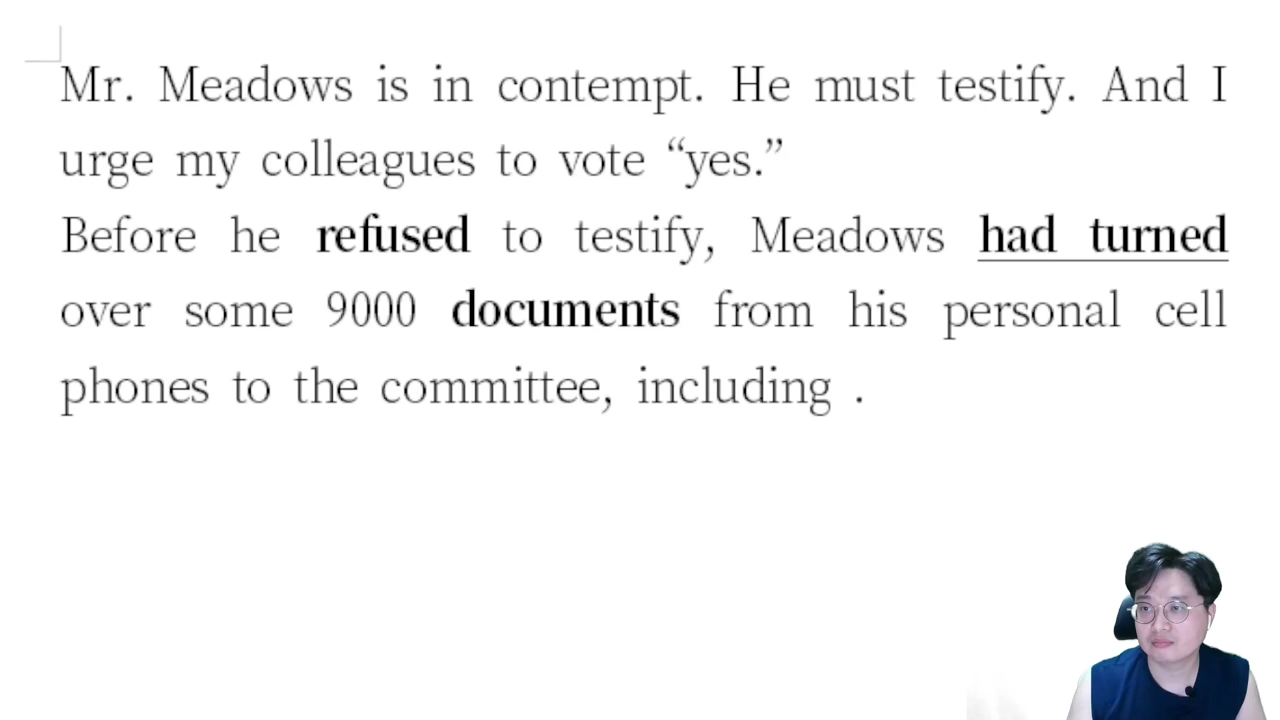 Mr. Meadows is in contempt. He must testify. And I
urge my colleagues to vote “yes.”
Before he refused to testify, Meadows had turned
over some 9000 documents from his personal cell
phones to the committee, including .